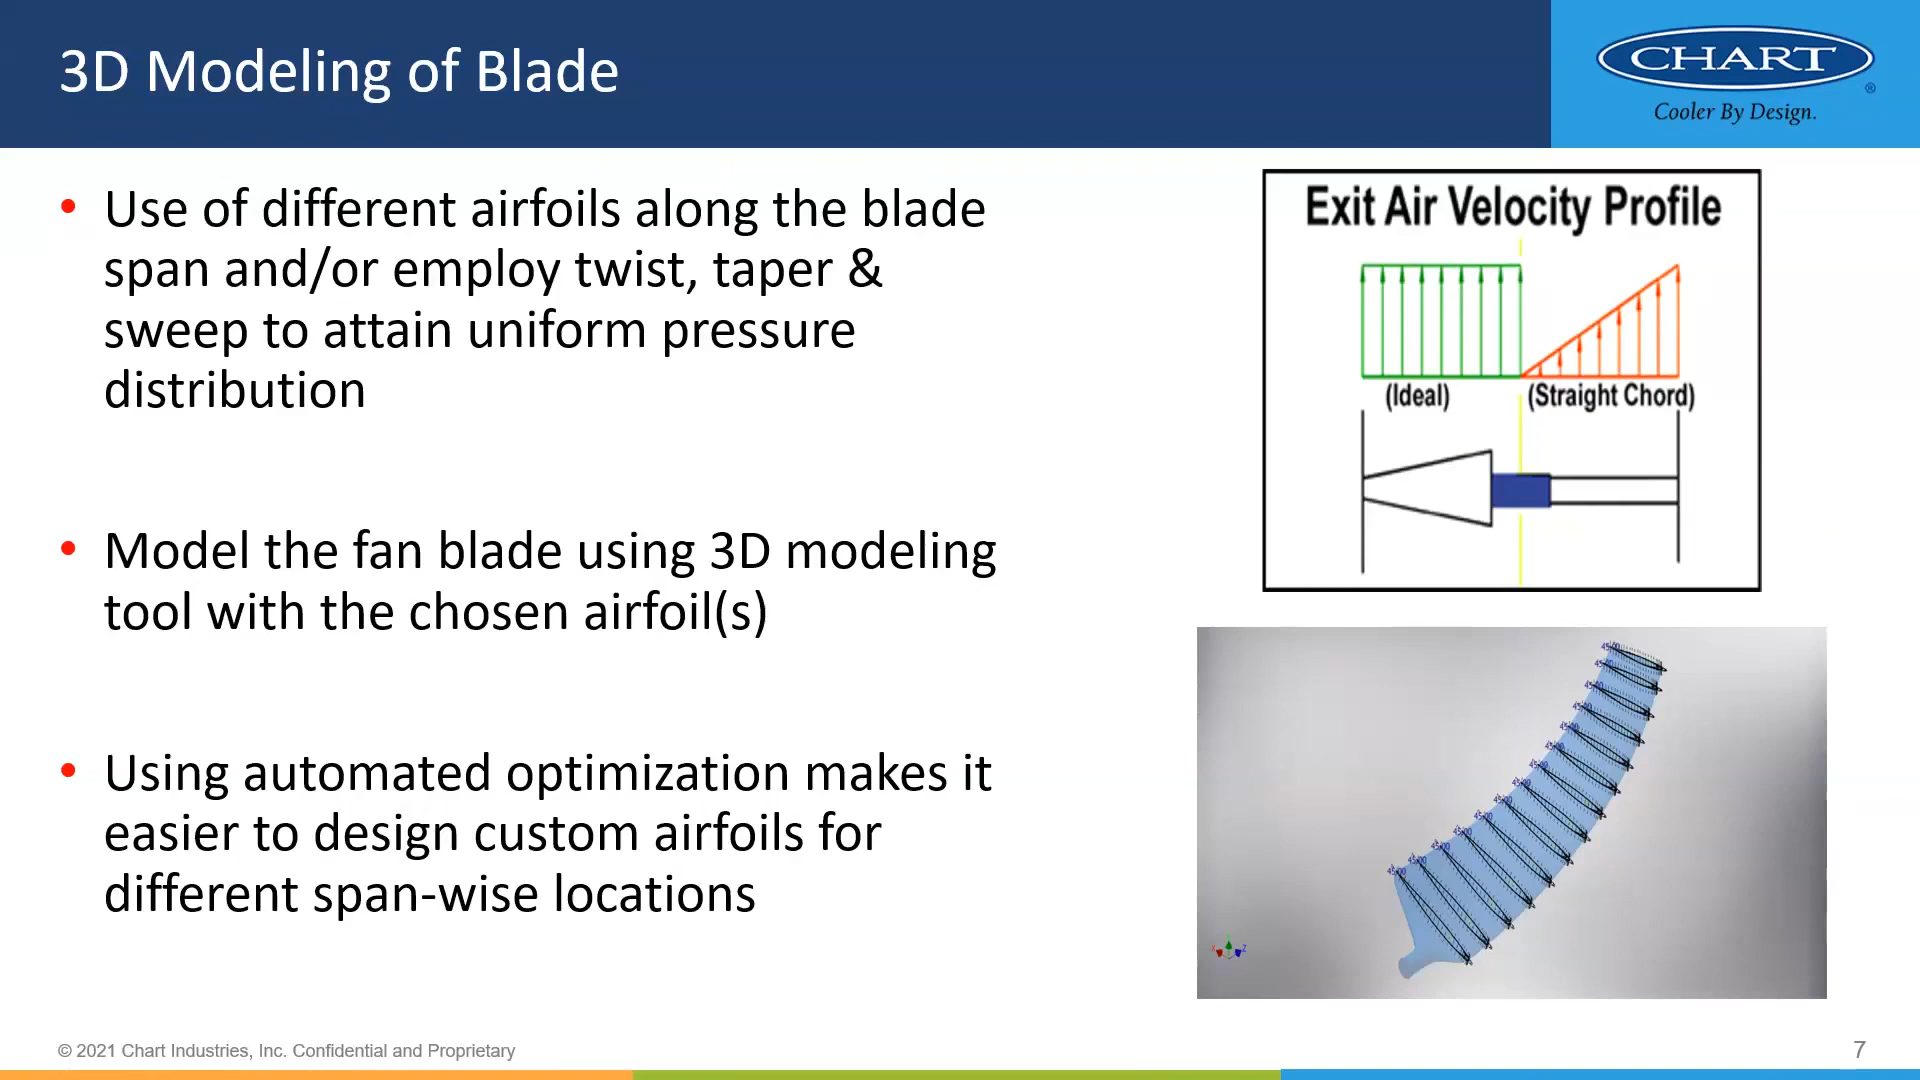 3D Modeling of Blade
CHART
®
Cooler By Design.
• Use of different airfoils along the blade
span and/or employ twist, taper &
sweep to attain uniform pressure
distribution
• Model the fan blade using 3D modeling
tool with the chosen airfoil(s)
• Using automated optimization makes it
easier to design custom airfoils for
different span-wise locations
Exit Air Velocity Profile
(Ideal)
(Straight Chord)
© 2021 Chart Industries, Inc. Confidential and Proprietary
7